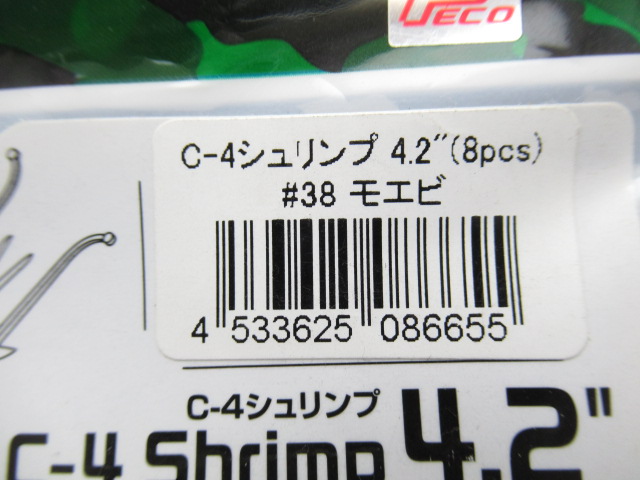 PECO
C-4シュリンプ 4.2"(8pcs)
#38 モエビ
4 533625 086655
C-4シュリンプ
C-4 Shrimp 4.2"